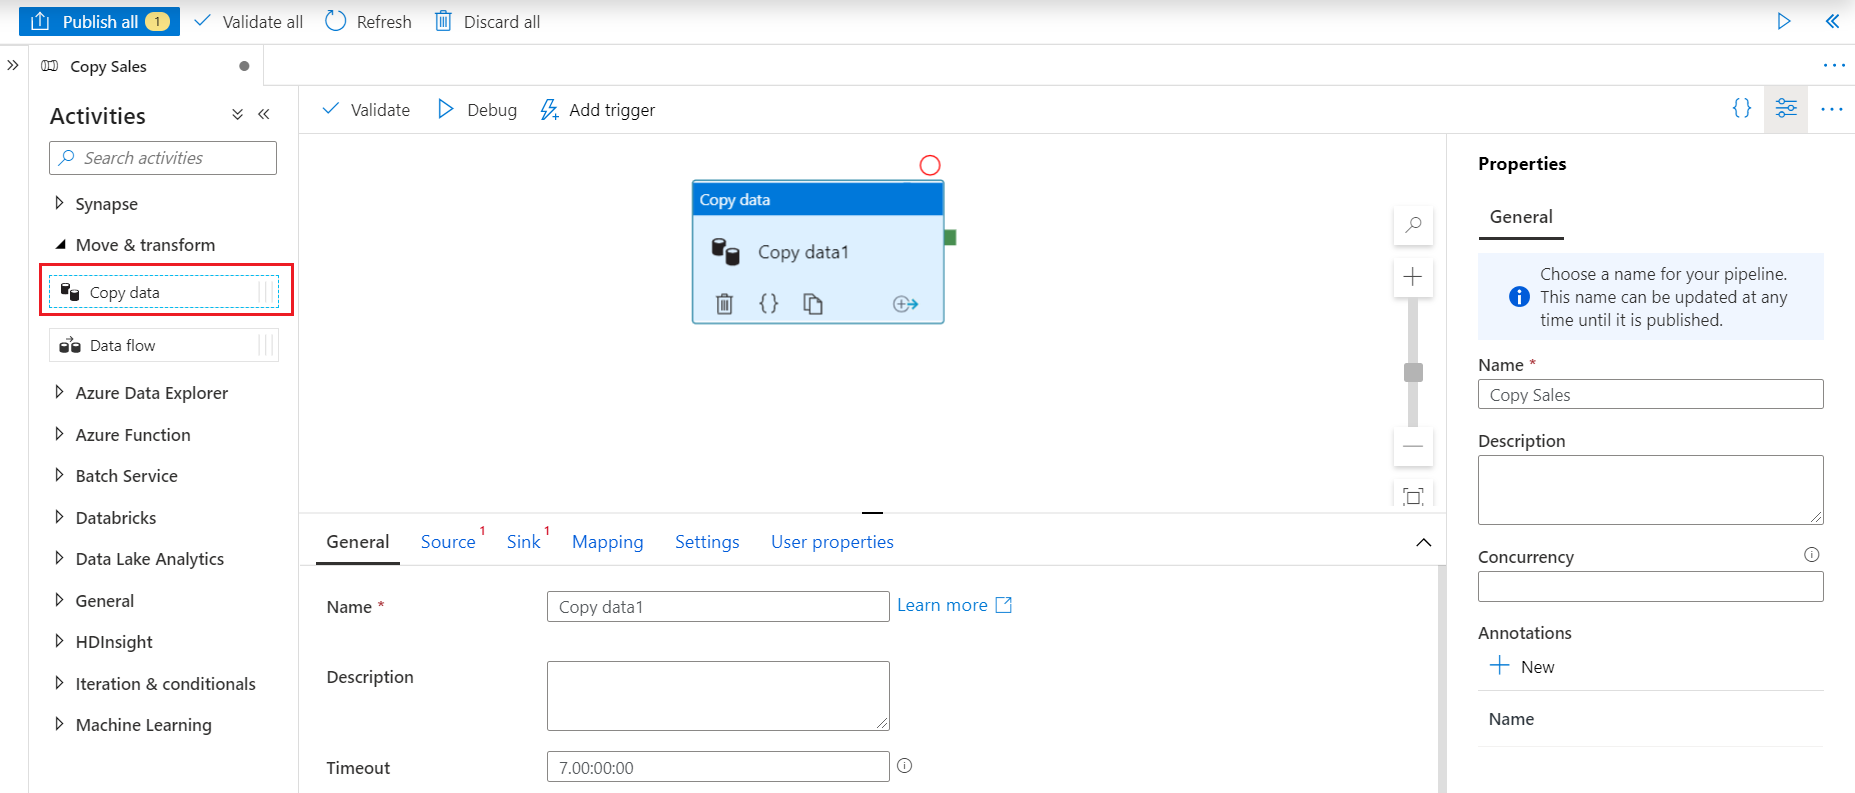 Publish all 1 Validate all Refresh Discard all
Copy Sales
Activities
Search activities
Synapse
Move & transform
Copy data
Data flow
Azure Data Explorer
Azure Function
Batch Service
Databricks
Data Lake Analytics
General
HDInsight
Iteration & conditionals
Machine Learning
Validate Debug Add trigger
Copy data
Copy data1
General Source 1 Sink 1 Mapping Settings User properties
Name *
Copy data1
Learn more
Description
Timeout
7.00:00:00
Properties
General
Choose a name for your pipeline.
This name can be updated at any
time until it is published.
Name *
Copy Sales
Description
Concurrency
Annotations
New
Name